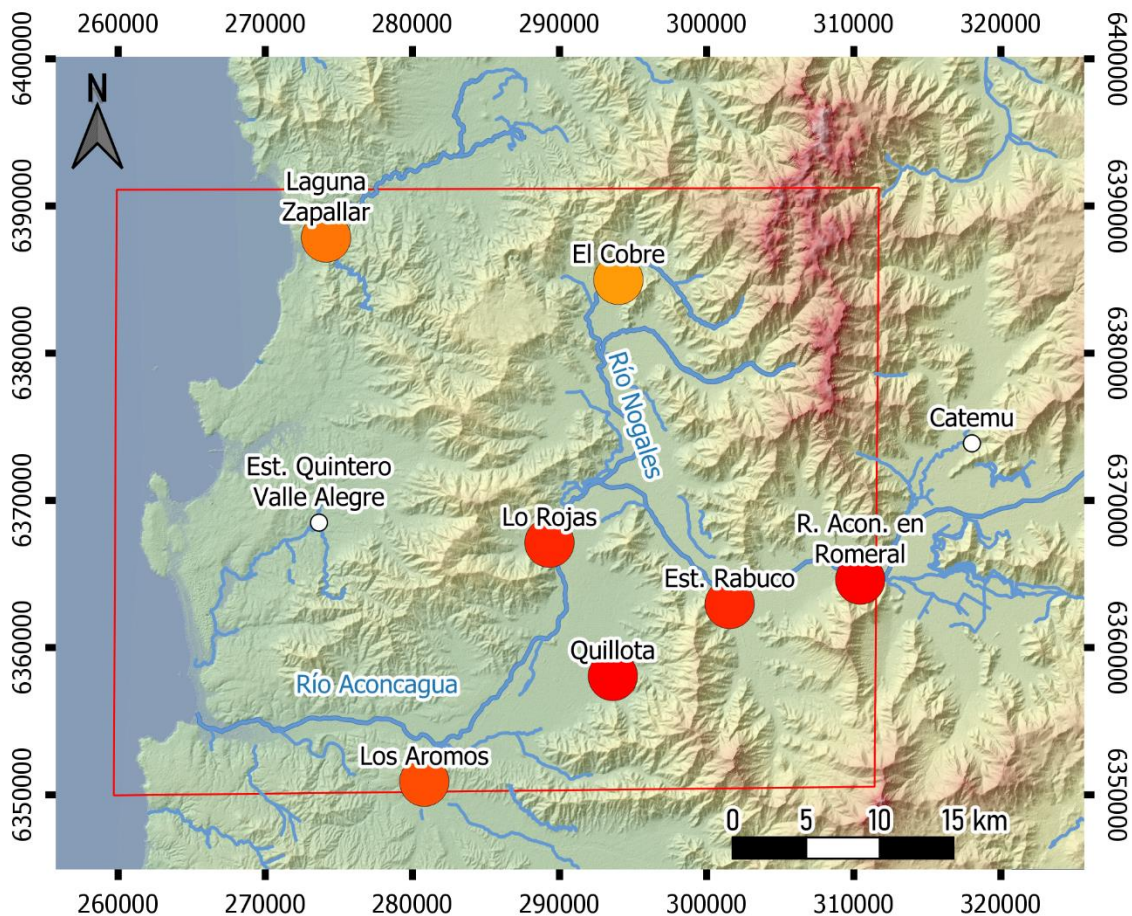 260000 270000 280000 290000 300000 310000 320000
6400000
6400000
N
Laguna
Zapallar
6390000
6390000
El Cobre
6380000
6380000
Río Nogales
Catemu
Est. Quintero
Valle Alegre
6370000
6370000
Lo Rojas
R. Acon. en
Romeral
Est. Rabuco
6360000
6360000
Quillota
Río Aconcagua
Los Aromos
6350000
6350000
0 5 10 15 km
260000 270000 280000 290000 300000 310000 320000